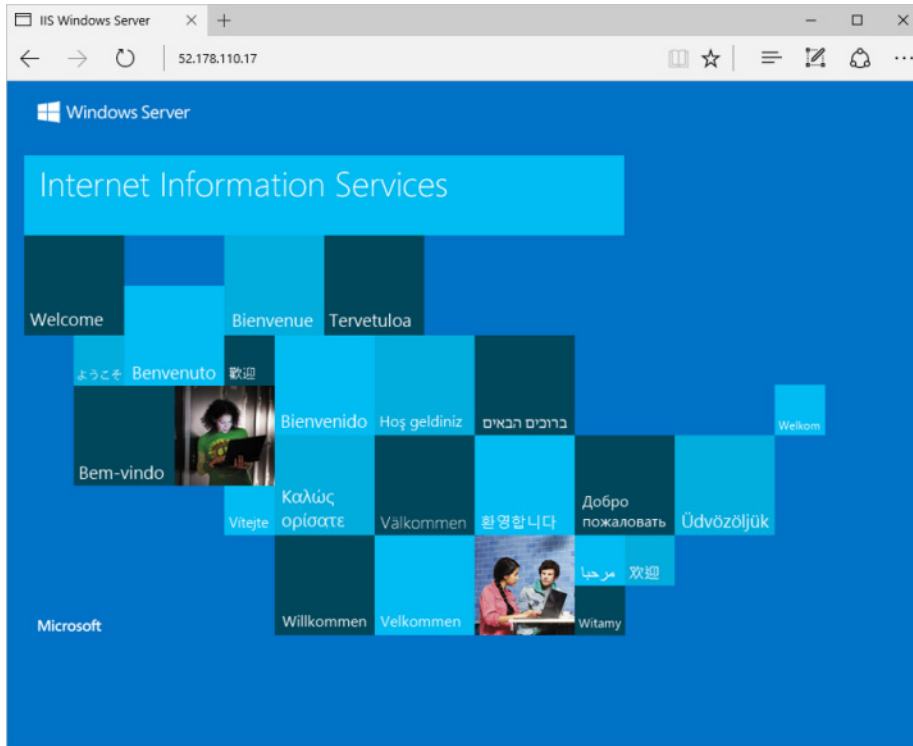 IIS Windows Server
52.178.110.17
Windows Server
Internet Information Services
Welcome
Bienvenue
Tervetuloa
ようこそ
Benvenuto
歡迎
Bienvenido
Hoş geldiniz
ברוכים הבאים
Welkom
Bem-vindo
Vítejte
Καλώς
ορίσατε
Välkommen
환영합니다
Добро
пожаловать
Üdvözöljük
مرحبا
欢迎
Microsoft
Willkommen
Velkommen
Witamy